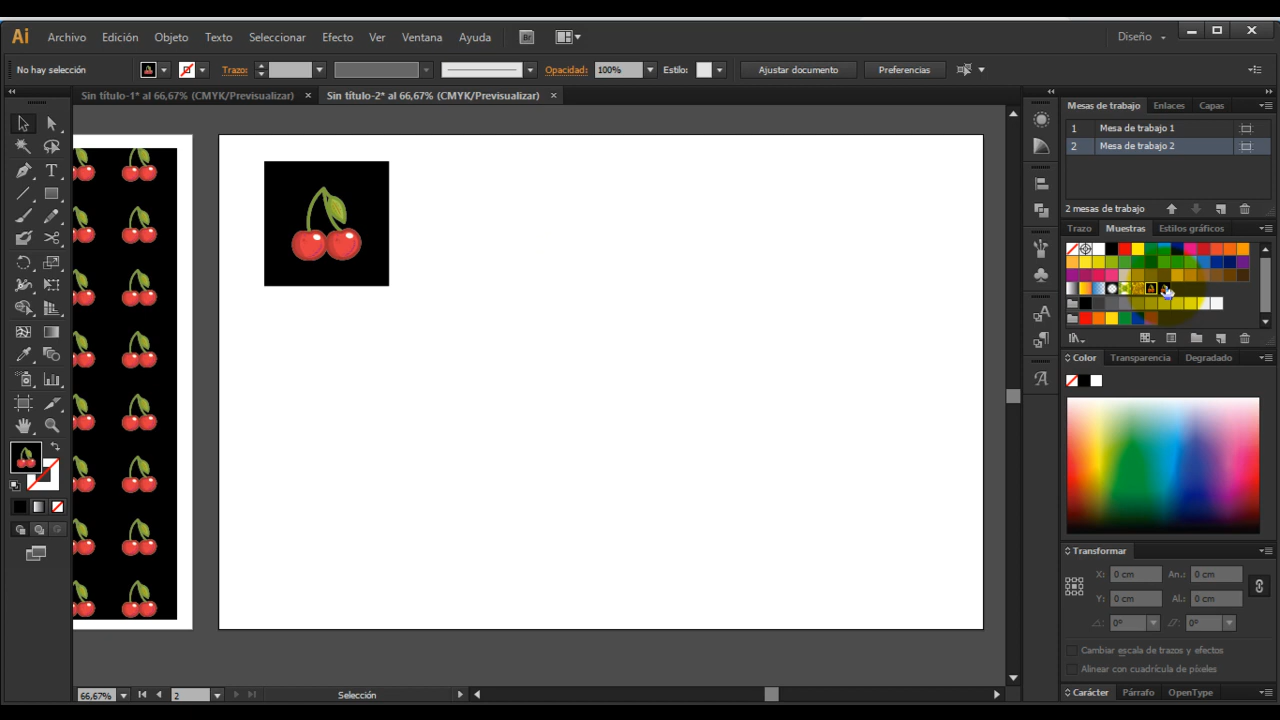 Ai Archivo Edición Objeto Texto Seleccionar Efecto Ver Ventana Ayuda Br Diseño
No hay selección Trazo: Opacidad: 100% Estilo: Ajustar documento Preferencias
Sin título-1* al 66,67% (CMYK/Previsualizar) × Sin título-2* al 66,67% (CMYK/Previsualizar) ×
Mesas de trabajo Enlaces Capas
1 Mesa de trabajo 1
2 Mesa de trabajo 2
2 mesas de trabajo
Trazo Muestras Estilos gráficos
Color Transparencia Degradado
Transformar
X: 0 cm An.: 0 cm
Y: 0 cm Al.: 0 cm
0° 0°
Cambiar escala de trazos y efectos
Alinear con cuadrícula de píxeles
Carácter Párrafo OpenType
66,67% 2 Selección